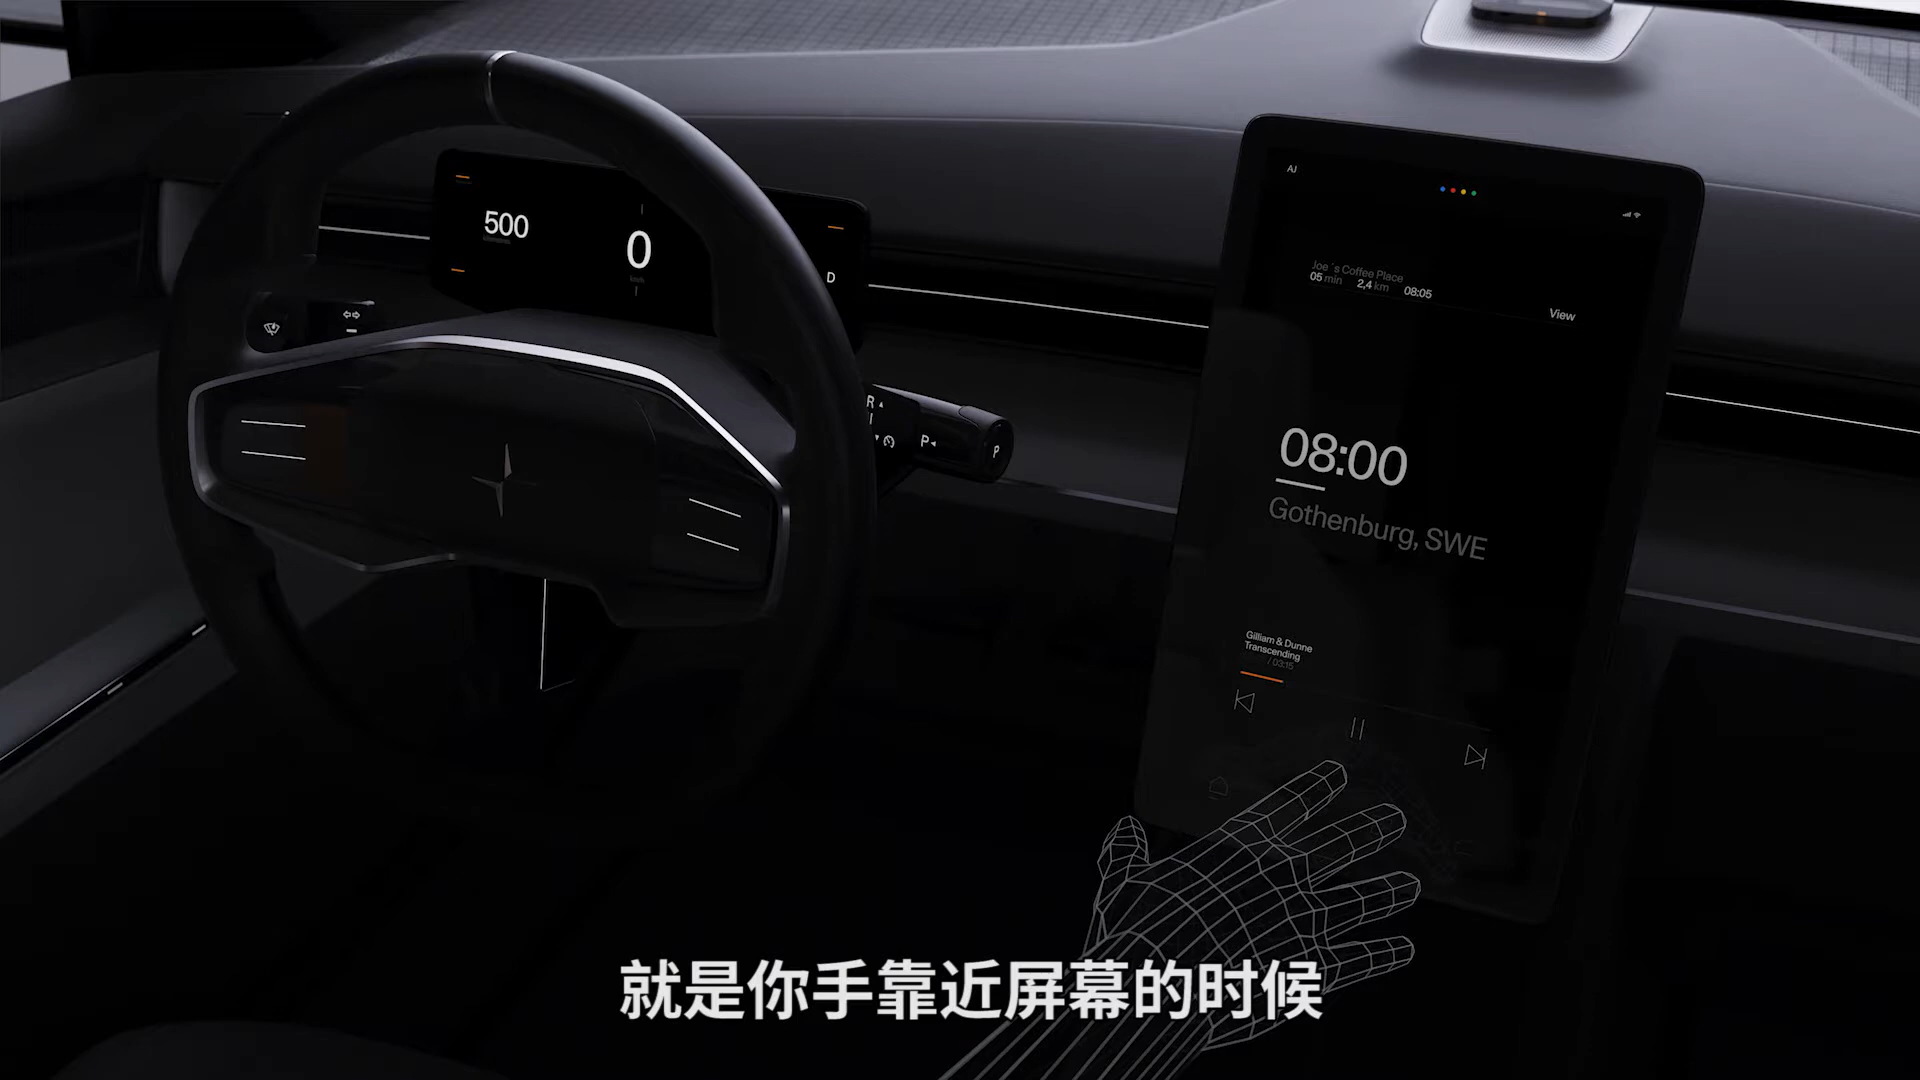 500
0
km/h
D
R
P
P
AJ
Joe´s Coffee Place
05 min 2,4 km 08:05
View
08:00
Gothenburg, SWE
Gilliam & Dunne
Transcending
/ 03:15
就是你手靠近屏幕的时候